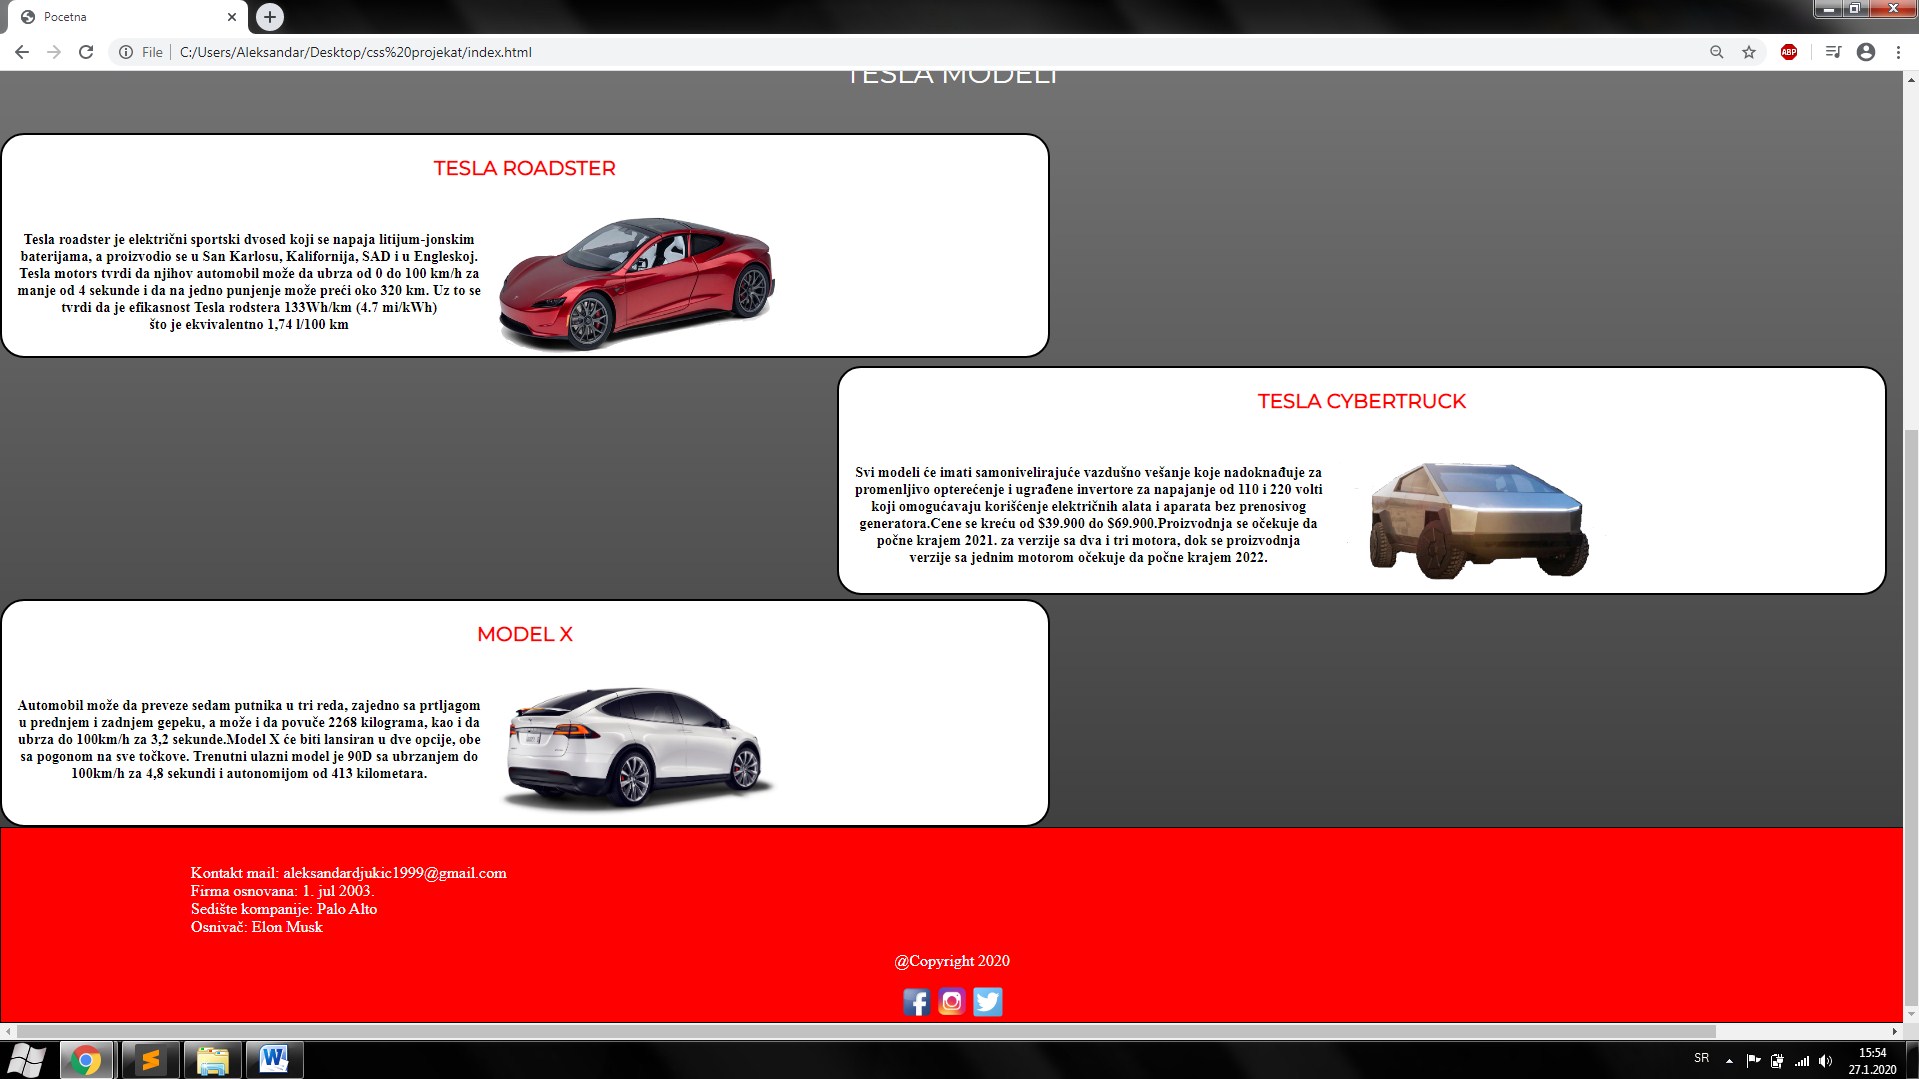 Pocetna
File
C:/Users/Aleksandar/Desktop/css%20projekat/index.html
ABP
TESLA MODELI
TESLA ROADSTER
Tesla roadster je električni sportski dvosed koji se napaja litijum-jonskim
baterijama, a proizvodio se u San Karlosu, Kalifornija, SAD i u Engleskoj.
Tesla motors tvrdi da njihov automobil može da ubrza od 0 do 100 km/h za
manje od 4 sekunde i da na jedno punjenje može preći oko 320 km. Uz to se
tvrdi da je efikasnost Tesla rodstera 133Wh/km (4.7 mi/kWh)
što je ekvivalentno 1,74 l/100 km
TESLA CYBERTRUCK
Svi modeli će imati samonivelirajuće vazdušno vešanje koje nadoknađuje za
promenljivo opterećenje i ugrađene invertore za napajanje od 110 i 220 volti
koji omogućavaju korišćenje električnih alata i aparata bez prenosivog
generatora.Cene se kreću od $39.900 do $69.900.Proizvodnja se očekuje da
počne krajem 2021. za verzije sa dva i tri motora, dok se proizvodnja
verzije sa jednim motorom očekuje da počne krajem 2022.
MODEL X
Automobil može da preveze sedam putnika u tri reda, zajedno sa prtljagom
u prednjem i zadnjem gepeku, a može i da povuče 2268 kilograma, kao i da
ubrza do 100km/h za 3,2 sekunde.Model X će biti lansiran u dve opcije, obe
sa pogonom na sve točkove. Trenutni ulazni model je 90D sa ubrzanjem do
100km/h za 4,8 sekundi i autonomijom od 413 kilometara.
Kontakt mail: aleksandardjukic1999@gmail.com
Firma osnovana: 1. jul 2003.
Sedište kompanije: Palo Alto
Osnivač: Elon Musk
@Copyright 2020
SR
15:54
27.1.2020